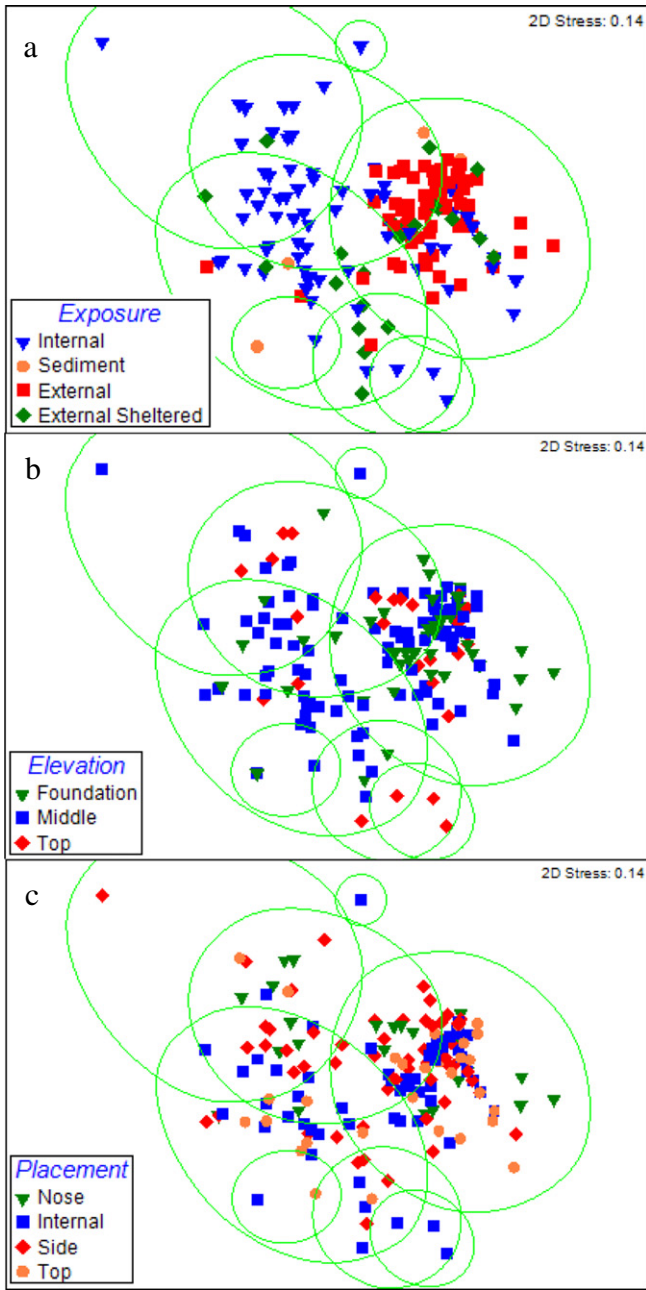 2D Stress: 0.14
a
Exposure
Internal
Sediment
External
External Sheltered
2D Stress: 0.14
b
Elevation
Foundation
Middle
Top
2D Stress: 0.14
c
Placement
Nose
Internal
Side
Top